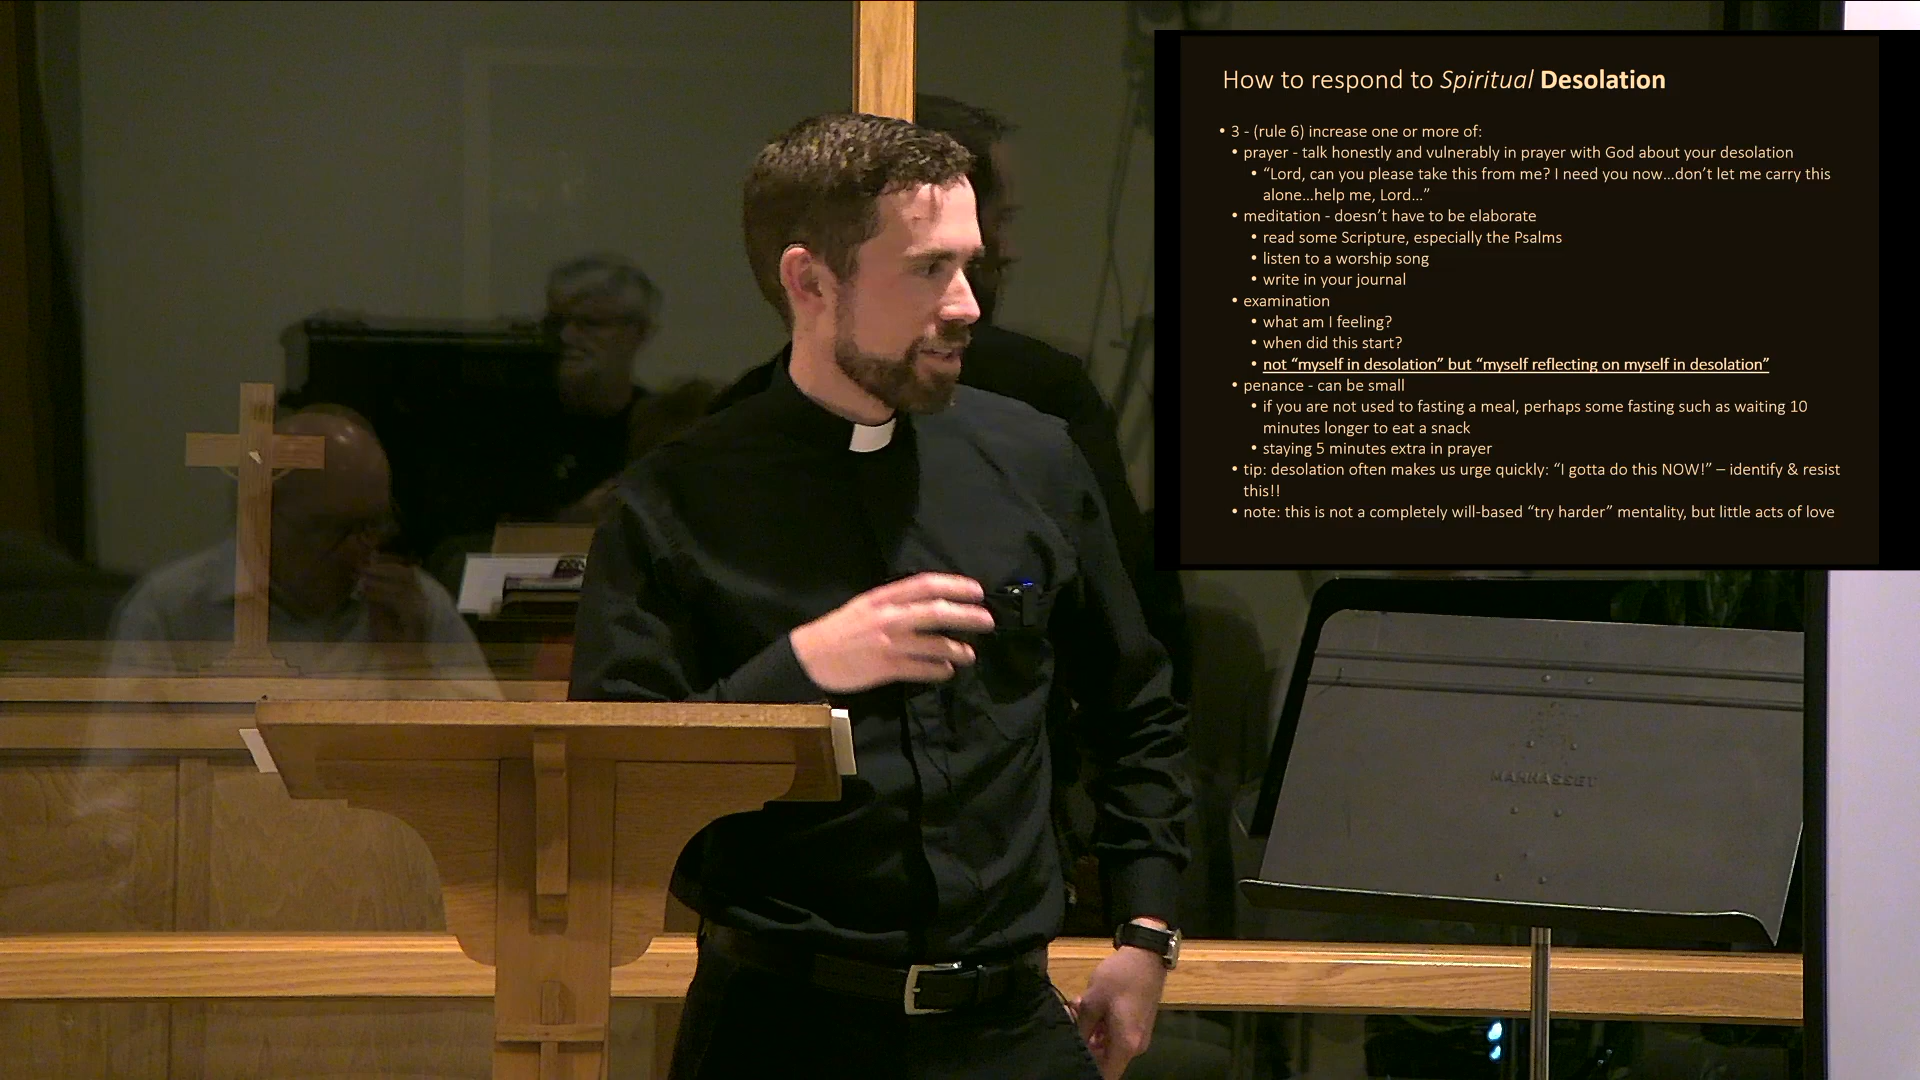 How to respond to Spiritual Desolation
• 3 - (rule 6) increase one or more of:
• prayer - talk honestly and vulnerably in prayer with God about your desolation
• “Lord, can you please take this from me? I need you now...don’t let me carry this
alone...help me, Lord...”
• meditation - doesn’t have to be elaborate
• read some Scripture, especially the Psalms
• listen to a worship song
• write in your journal
• examination
• what am I feeling?
• when did this start?
• not “myself in desolation” but “myself reflecting on myself in desolation”
• penance - can be small
• if you are not used to fasting a meal, perhaps some fasting such as waiting 10
minutes longer to eat a snack
• staying 5 minutes extra in prayer
• tip: desolation often makes us urge quickly: “I gotta do this NOW!” – identify & resist
this!!
• note: this is not a completely will-based “try harder” mentality, but little acts of love
MANHASSET